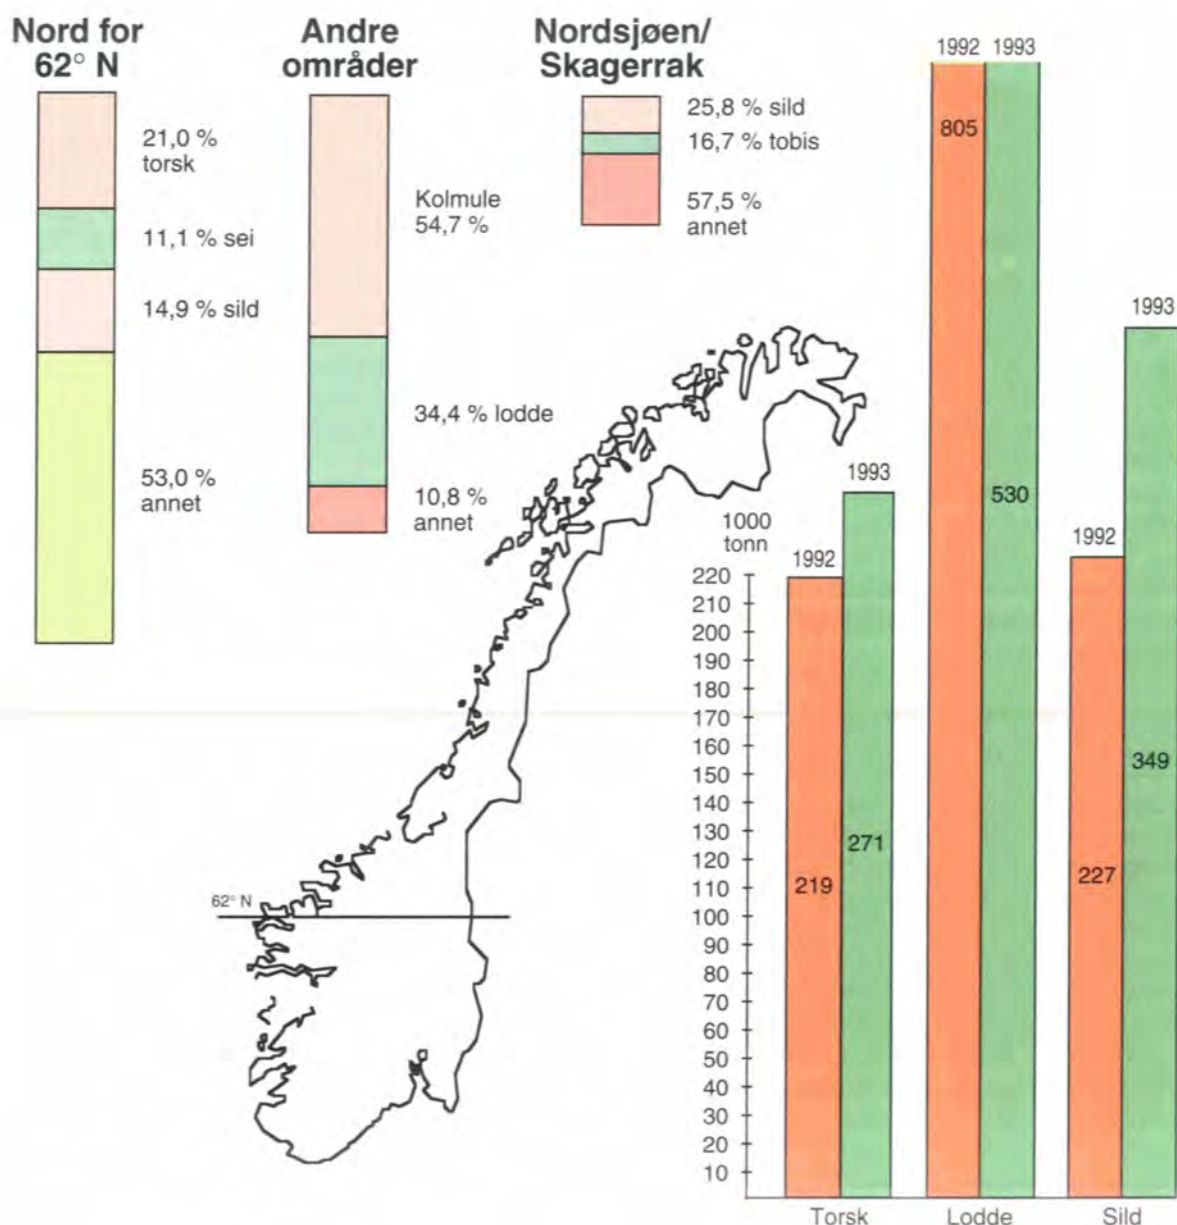 Nord for
62° N
21,0 %
torsk
11,1 % sei
14,9 % sild
53,0 %
annet
Andre
områder
Kolmule
54,7 %
34,4 % lodde
10,8 %
annet
Nordsjøen/
Skagerrak
25,8 % sild
16,7 % tobis
57,5 %
annet
62° N
1000
tonn
220
210
200
190
180
170
160
150
140
130
120
110
100
90
80
70
60
50
40
30
20
10
1992
1993
219
271
Torsk
1992 1993
805
530
Lodde
1992
1993
227
349
Sild